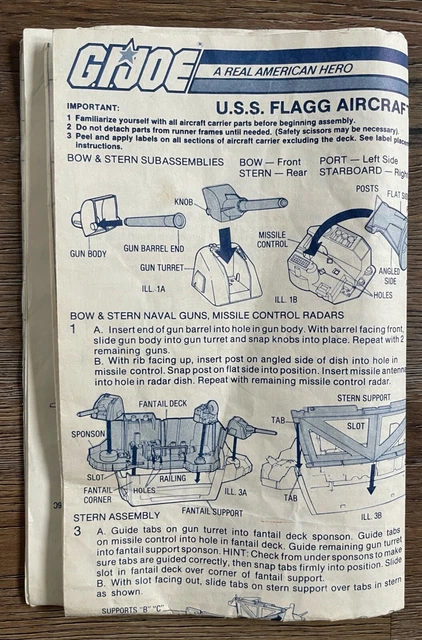 G.I. JOE
A REAL AMERICAN HERO
IMPORTANT:
U.S.S. FLAGG AIRCRAF
1 Familiarize yourself with all aircraft carrier parts before beginning assembly.
2 Do not detach parts from runner frames until needed. (Safety scissors may be necessary).
3 Peel and apply labels on all sections of aircraft carrier excluding the deck. See label place
instructions.
BOW & STERN SUBASSEMBLIES BOW — Front PORT — Left Side
STERN — Rear STARBOARD — Righ
POSTS FLAT SI
KNOB
MISSILE
CONTROL
GUN BODY GUN BARREL END
GUN TURRET
ANGLED
SIDE
HOLES
ILL. 1A ILL. 1B
BOW & STERN NAVAL GUNS, MISSILE CONTROL RADARS
1 A. Insert end of gun barrel into hole in gun body. With barrel facing front,
slide gun body into gun turret and snap knobs into place. Repeat with 2
remaining guns.
B. With rib facing up, insert post on angled side of dish into hole in
missile control. Snap post on flat side into position. Insert missile antenna
into hole in radar dish. Repeat with remaining missile control radar.
STERN SUPPORT
FANTAIL DECK
TAB
SLOT
SPONSON
SLOT
FANTAIL
CORNER
HOLES
RAILING
ILL. 3A
TAB
FANTAIL SUPPORT
ILL. 3B
STERN ASSEMBLY
3 A. Guide tabs on gun turret into fantail deck sponson. Guide tabs
on missile control into hole in fantail deck. Guide remaining gun turret
into fantail support sponson. HINT: Check from under sponsons to make
sure tabs are guided correctly, then snap tabs firmly into position. Slide
slot in fantail deck over corner of fantail support.
B. With slot facing out, slide tabs on stern support over tabs in stern
as shown.
SUPPORTS "B" "C"